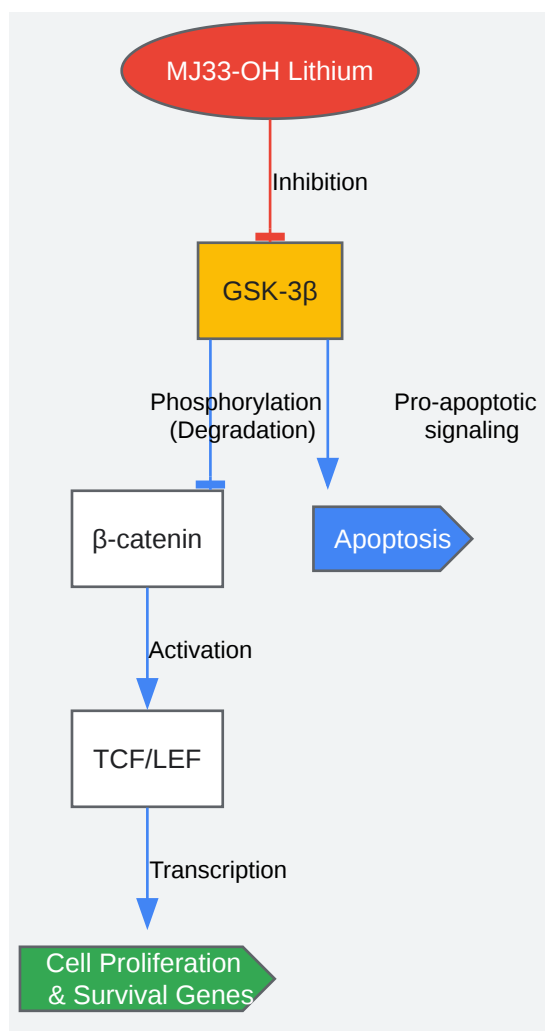 MJ33-OH Lithium
Inhibition
GSK-3β
Phosphorylation
(Degradation)
Pro-apoptotic
signaling
β-catenin
Apoptosis
Activation
TCF/LEF
Transcription
Cell Proliferation
& Survival Genes